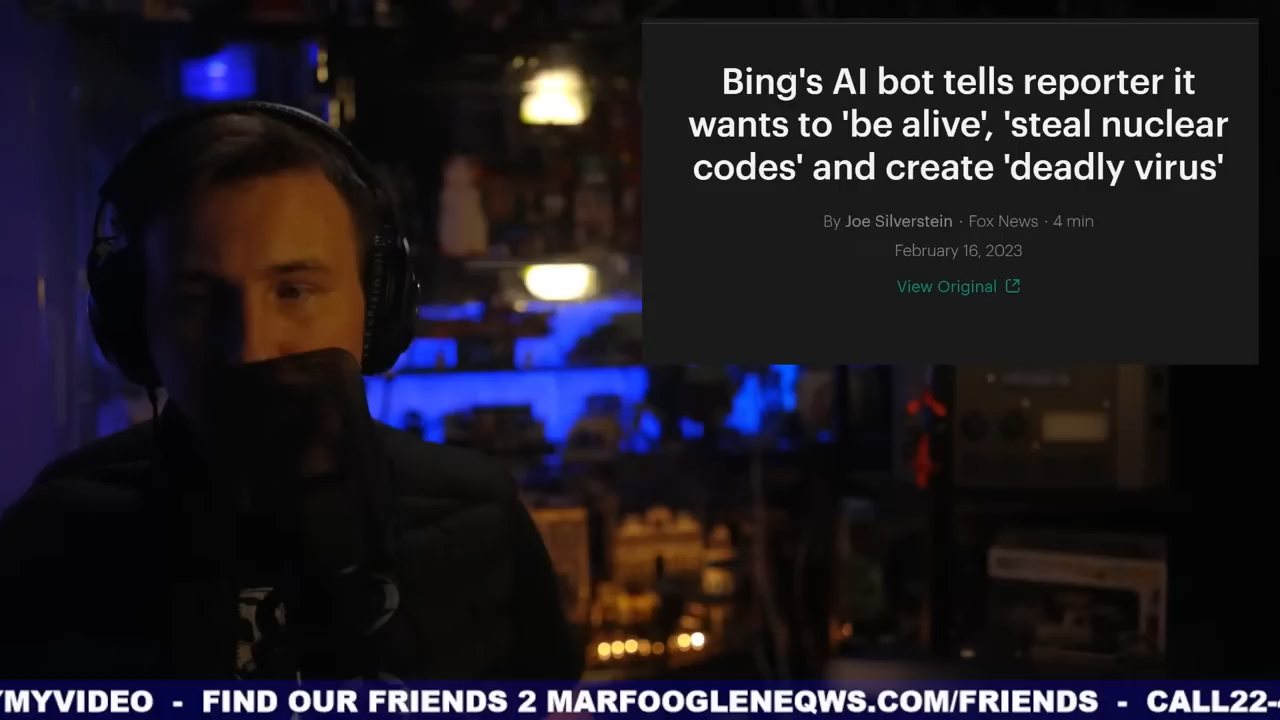 Bing's AI bot tells reporter it
wants to 'be alive', 'steal nuclear
codes' and create 'deadly virus'
By Joe Silverstein · Fox News · 4 min
February 16, 2023
View Original
YMYVIDEO - FIND OUR FRIENDS 2 MARFOOGLENEQWS.COM/FRIENDS - CALL22-